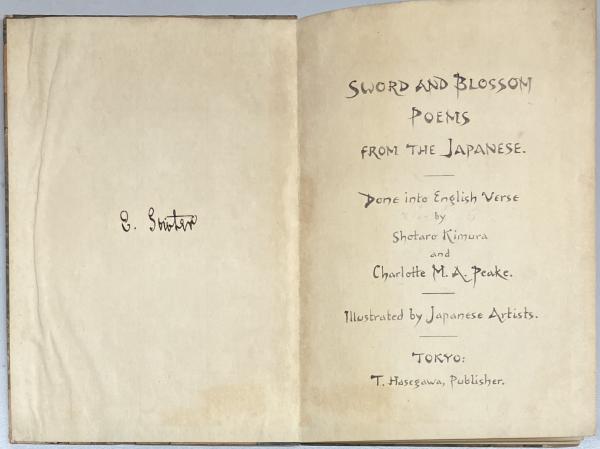 E. Souter
SWORD AND BLOSSOM
POEMS
FROM THE JAPANESE.
Done into English Verse
by
Shotaro Kimura
and
Charlotte M. A. Peake.
Illustrated by Japanese Artists.
TOKYO:
T. Hasegawa, Publisher.